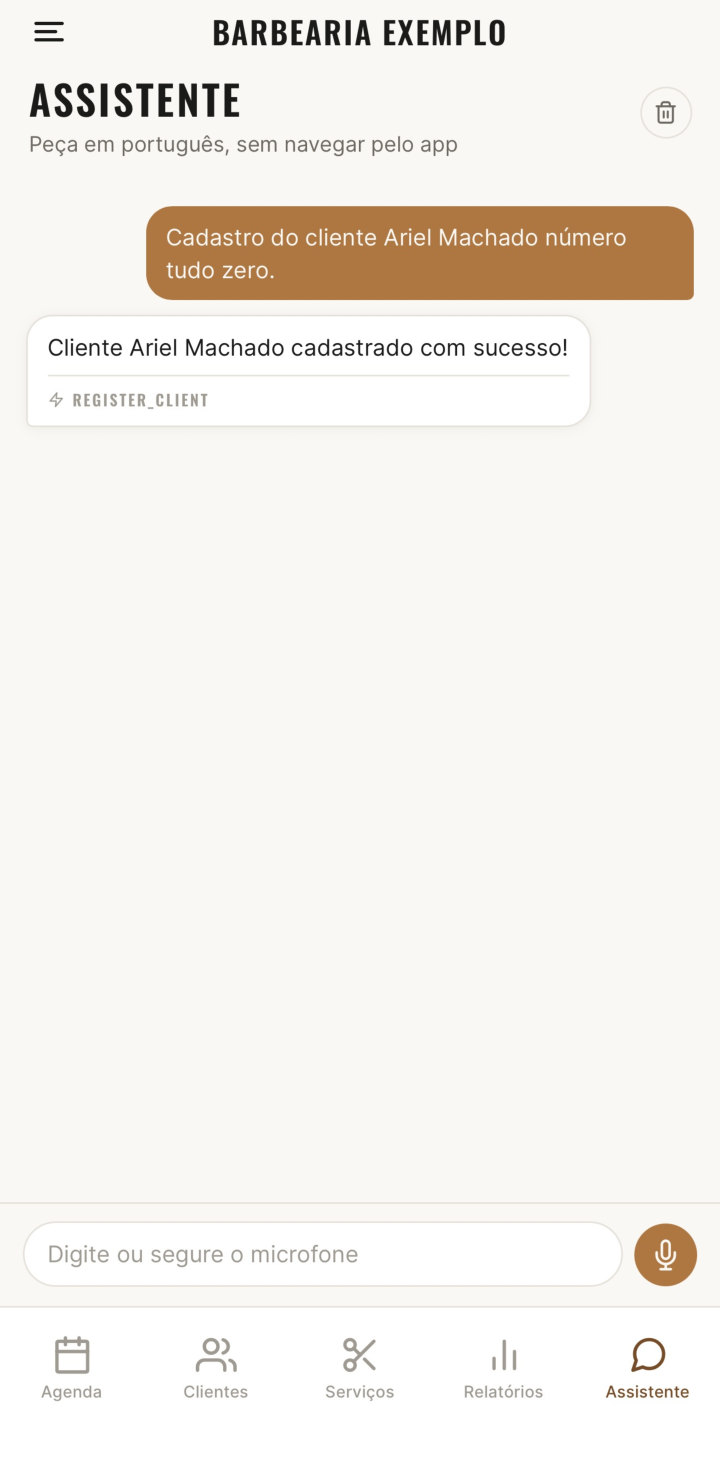 BARBEARIA EXEMPLO
ASSISTENTE
Peça em português, sem navegar pelo app
Cadastro do cliente Ariel Machado número
tudo zero.
Cliente Ariel Machado cadastrado com sucesso!
REGISTER_CLIENT
Digite ou segure o microfone
Agenda
Clientes
Serviços
Relatórios
Assistente